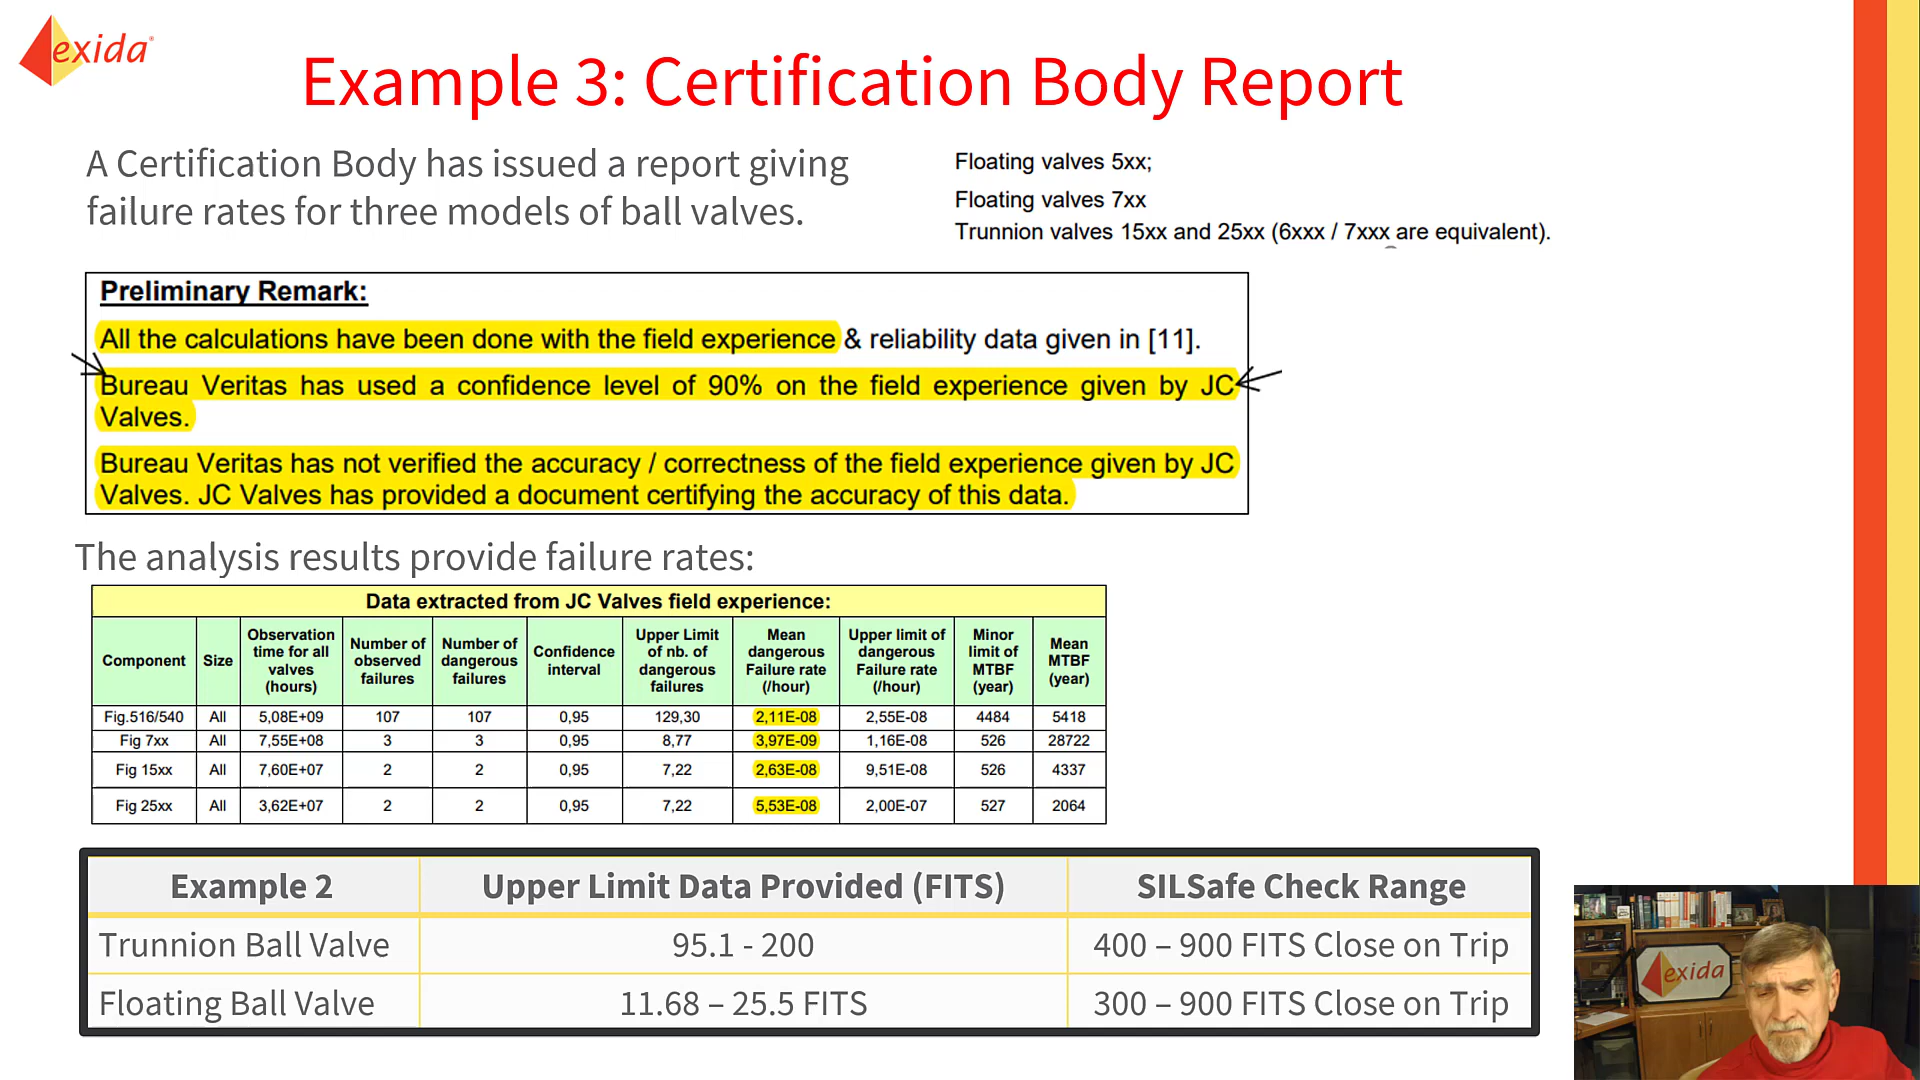 exida
Example 3: Certification Body Report
A Certification Body has issued a report giving
failure rates for three models of ball valves.
Floating valves 5xx;
Floating valves 7xx
Trunnion valves 15xx and 25xx (6xxx / 7xxx are equivalent).
Preliminary Remark:
All the calculations have been done with the field experience & reliability data given in [11].
Bureau Veritas has used a confidence level of 90% on the field experience given by JC
Valves.
Bureau Veritas has not verified the accuracy / correctness of the field experience given by JC
Valves. JC Valves has provided a document certifying the accuracy of this data.
The analysis results provide failure rates:
Data extracted from JC Valves field experience:
Component Size Observation time for all valves (hours) Number of observed failures Number of dangerous failures Confidence interval Upper Limit of nb. of dangerous failures Mean dangerous Failure rate (/hour) Upper limit of dangerous Failure rate (/hour) Minor limit of MTBF (year) Mean MTBF (year)
Fig.516/540 All 5,08E+09 107 107 0,95 129,30 2,11E-08 2,55E-08 4484 5418
Fig 7xx All 7,55E+08 3 3 0,95 8,77 3,97E-09 1,16E-08 526 28722
Fig 15xx All 7,60E+07 2 2 0,95 7,22 2,63E-08 9,51E-08 526 4337
Fig 25xx All 3,62E+07 2 2 0,95 7,22 5,53E-08 2,00E-07 527 2064
Example 2 Upper Limit Data Provided (FITS) SILSafe Check Range
Trunnion Ball Valve 95.1 - 200 400 – 900 FITS Close on Trip
Floating Ball Valve 11.68 – 25.5 FITS 300 – 900 FITS Close on Trip
exida